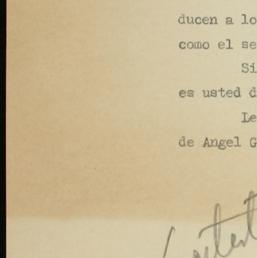 ducen a lo
como el se
Si
es usted d
Le
de Angel G